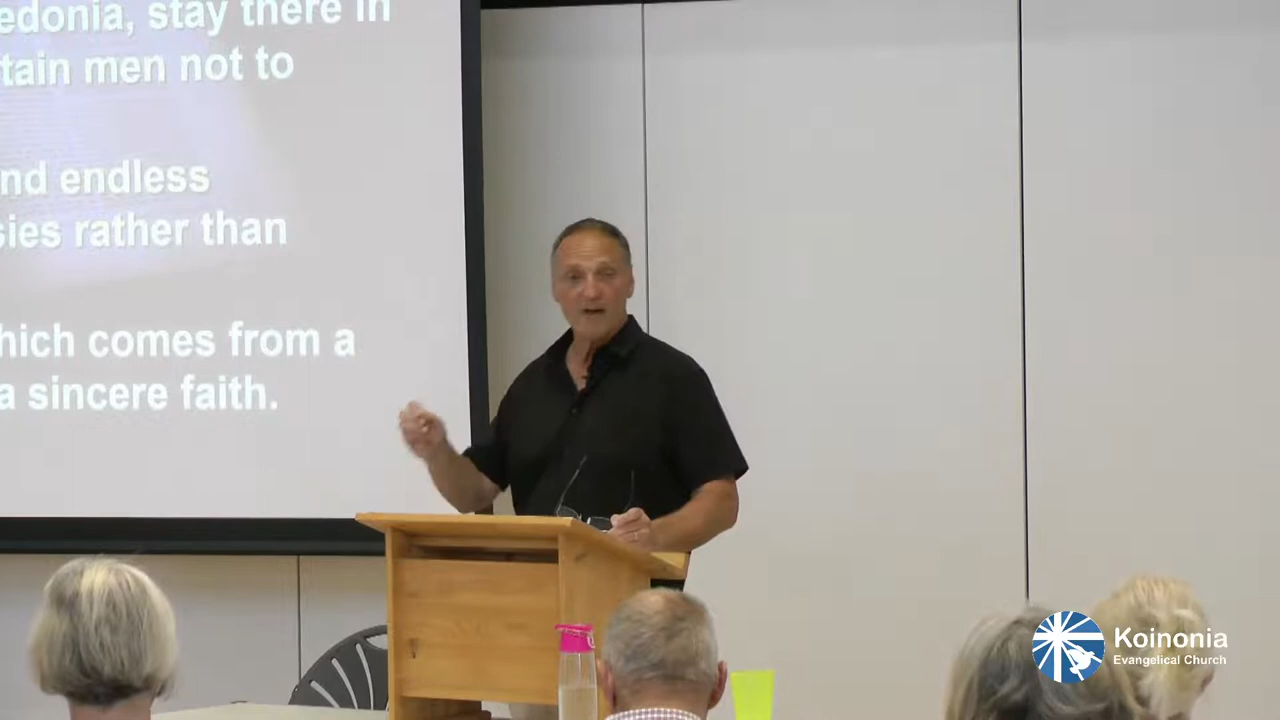 edonia, stay there in
tain men not to
nd endless
sies rather than
hich comes from a
a sincere faith.
Koinonia
Evangelical Church